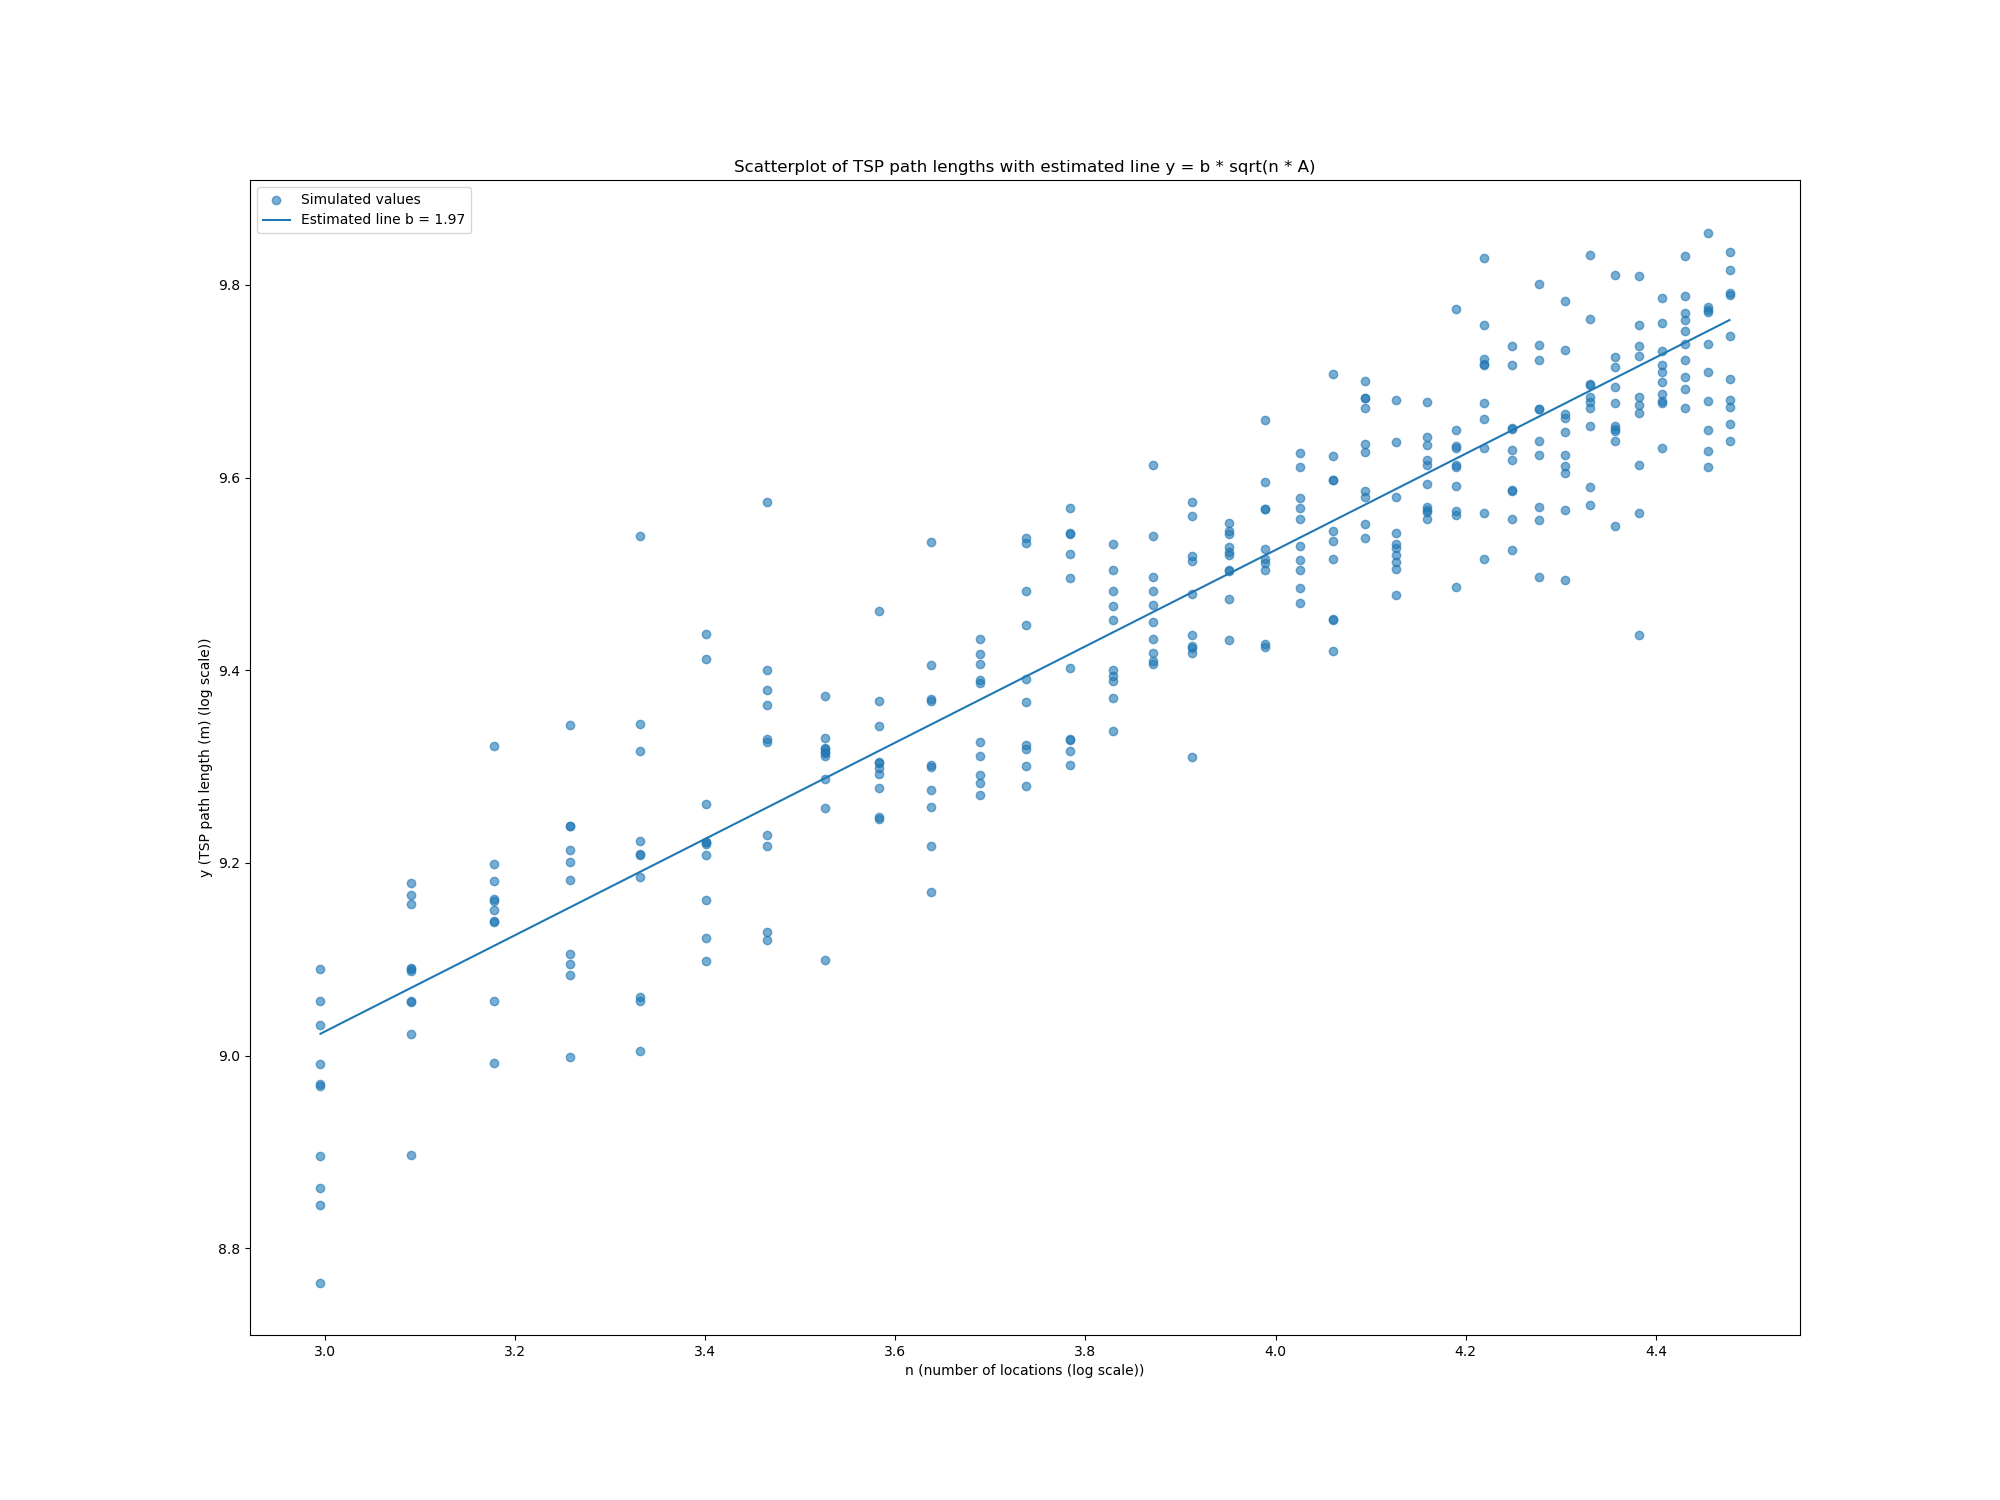 Scatterplot of TSP path lengths with estimated line y = b * sqrt(n * A)
Simulated values
Estimated line b = 1.97
y (TSP path length (m) (log scale))
9.8
9.6
9.4
9.2
9.0
8.8
3.0 3.2 3.4 3.6 3.8 4.0 4.2 4.4
n (number of locations (log scale))